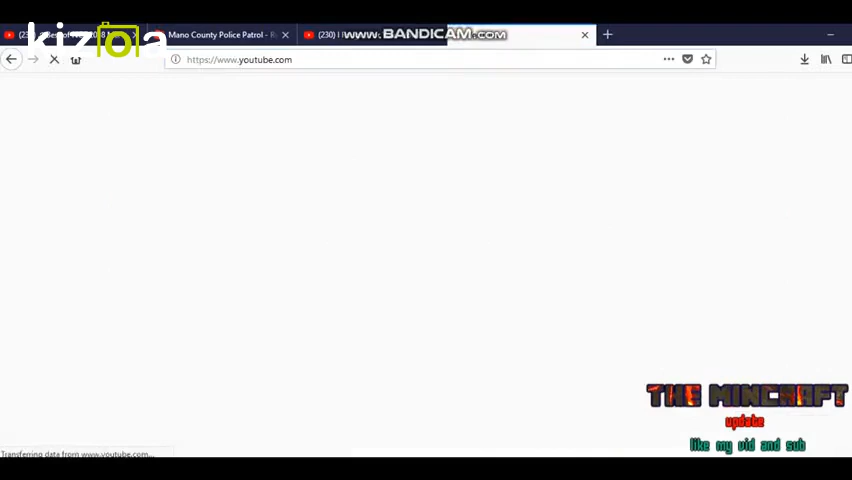 kizoa
www.BANDICAM.com
Mano County Police Patrol - R
(230) i
https://www.youtube.com
THE MINCRAFT
update
like my vid and sub
Transferring data from www.youtube.com...